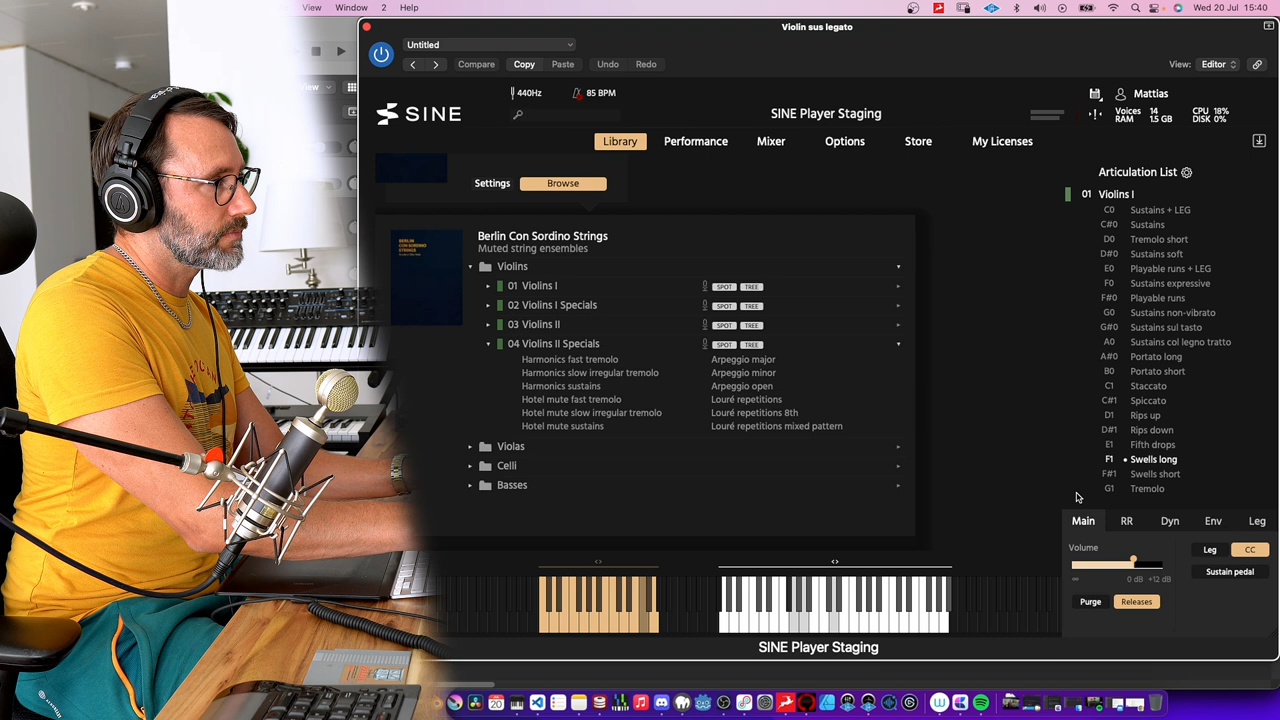 View Window 2 Help Wed 20 Jul 15:40
Violin sus legato
Untitled
Compare Copy Paste Undo Redo View: Editor
440Hz 85 BPM
SINE SINE Player Staging
Mattias
Voices 14 CPU 18%
RAM 1.5 GB DISK 0%
Library Performance Mixer Options Store My Licenses
Settings Browse
Berlin Con Sordino Strings
Muted string ensembles
BERLIN
CON SORDINO
STRINGS
Violins
01 Violins I SPOT TREE
02 Violins I Specials SPOT TREE
03 Violins II SPOT TREE
04 Violins II Specials SPOT TREE
Harmonics fast tremolo Arpeggio major
Harmonics slow irregular tremolo Arpeggio minor
Harmonics sustains Arpeggio open
Hotel mute fast tremolo Louré repetitions
Hotel mute slow irregular tremolo Louré repetitions 8th
Hotel mute sustains Louré repetitions mixed pattern
Violas
Celli
Basses
Articulation List
01 Violins I
C0 Sustains + LEG
C#0 Sustains
D0 Tremolo short
D#0 Sustains soft
E0 Playable runs + LEG
F0 Sustains expressive
F#0 Playable runs
G0 Sustains non-vibrato
G#0 Sustains sul tasto
A0 Sustains col legno tratto
A#0 Portato long
B0 Portato short
C1 Staccato
C#1 Spiccato
D1 Rips up
D#1 Rips down
E1 Fifth drops
F1 • Swells long
F#1 Swells short
G1 Tremolo
Main RR Dyn Env Leg
Volume
∞ 0 dB +12 dB
Leg CC
Sustain pedal
Purge Releases
SINE Player Staging